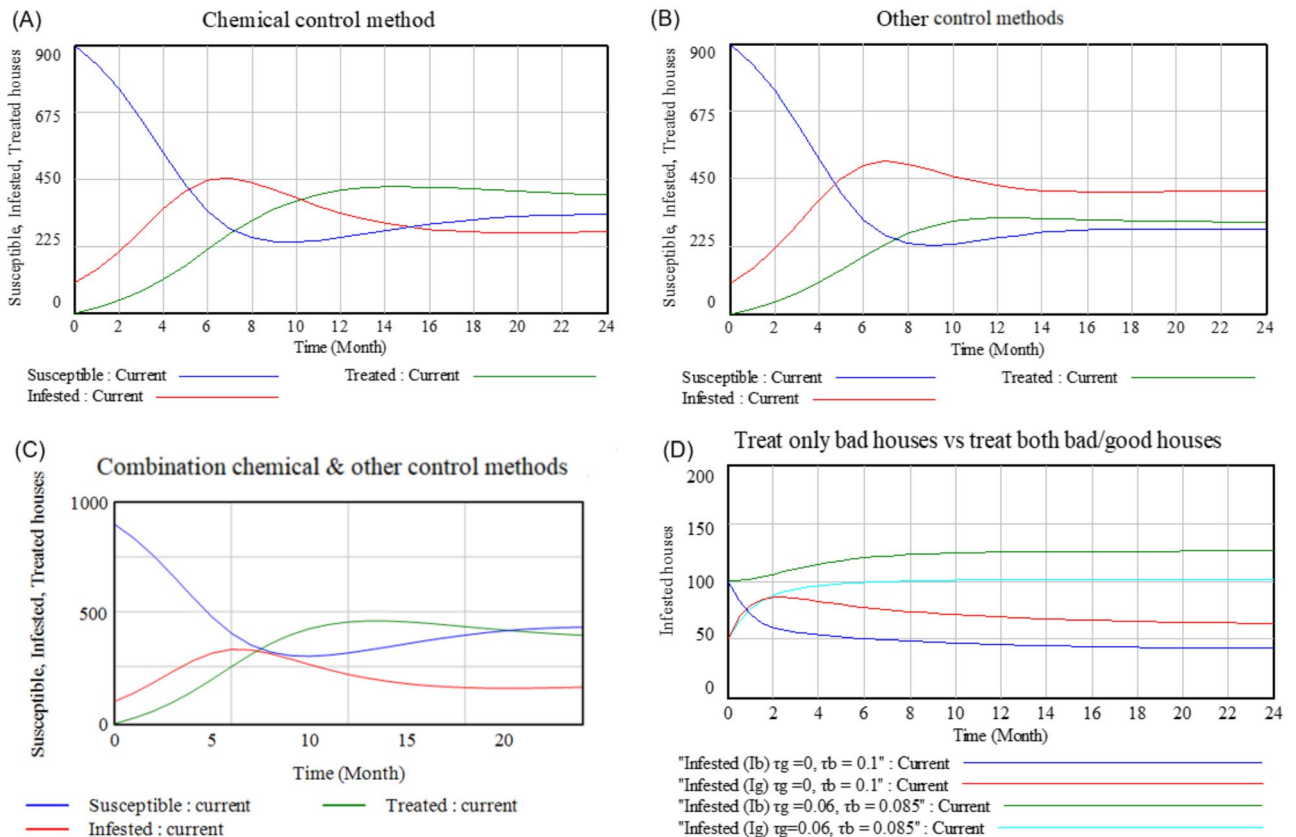 (A)
Chemical control method
Susceptible, Infested, Treated houses
900
675
450
225
0
0 2 4 6 8 10 12 14 16 18 20 22 24
Time (Month)
Susceptible : Current
Treated : Current
Infested : Current
(B)
Other control methods
Susceptible, Infested, Treated houses
900
675
450
225
0
0 2 4 6 8 10 12 14 16 18 20 22 24
Time (Month)
Susceptible : Current
Treated : Current
Infested : Current
(C)
Combination chemical & other control methods
Susceptible, Infested, Treated houses
1000
500
0
0 5 10 15 20
Time (Month)
Susceptible : current
Treated : current
Infested : current
(D)
Treat only bad houses vs treat both bad/good houses
Infested houses
200
150
100
50
0
0 2 4 6 8 10 12 14 16 18 20 22 24
Time (Month)
"Infested (Ib) τg =0, τb = 0.1" : Current
"Infested (Ig) τg =0, τb = 0.1" : Current
"Infested (Ib) τg =0.06, τb = 0.085" : Current
"Infested (Ig) τg=0.06, τb = 0.085" : Current